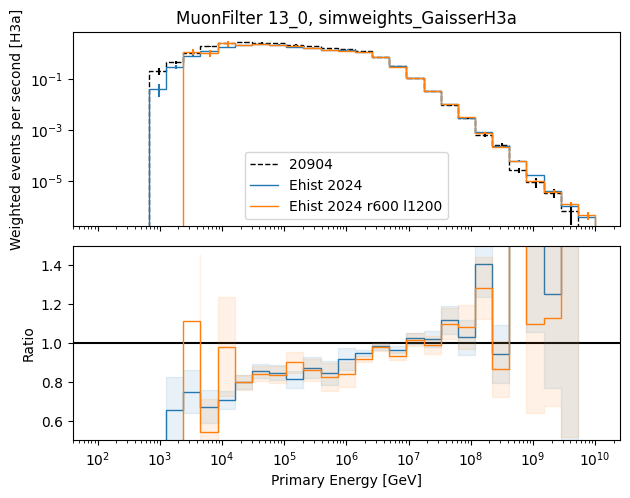 MuonFilter 13_0, simweights_GaisserH3a
Weighted events per second [H3a]
10^-1
10^-3
10^-5
20904
Ehist 2024
Ehist 2024 r600 l1200
Ratio
1.4
1.2
1.0
0.8
0.6
10^2 10^3 10^4 10^5 10^6 10^7 10^8 10^9 10^10
Primary Energy [GeV]